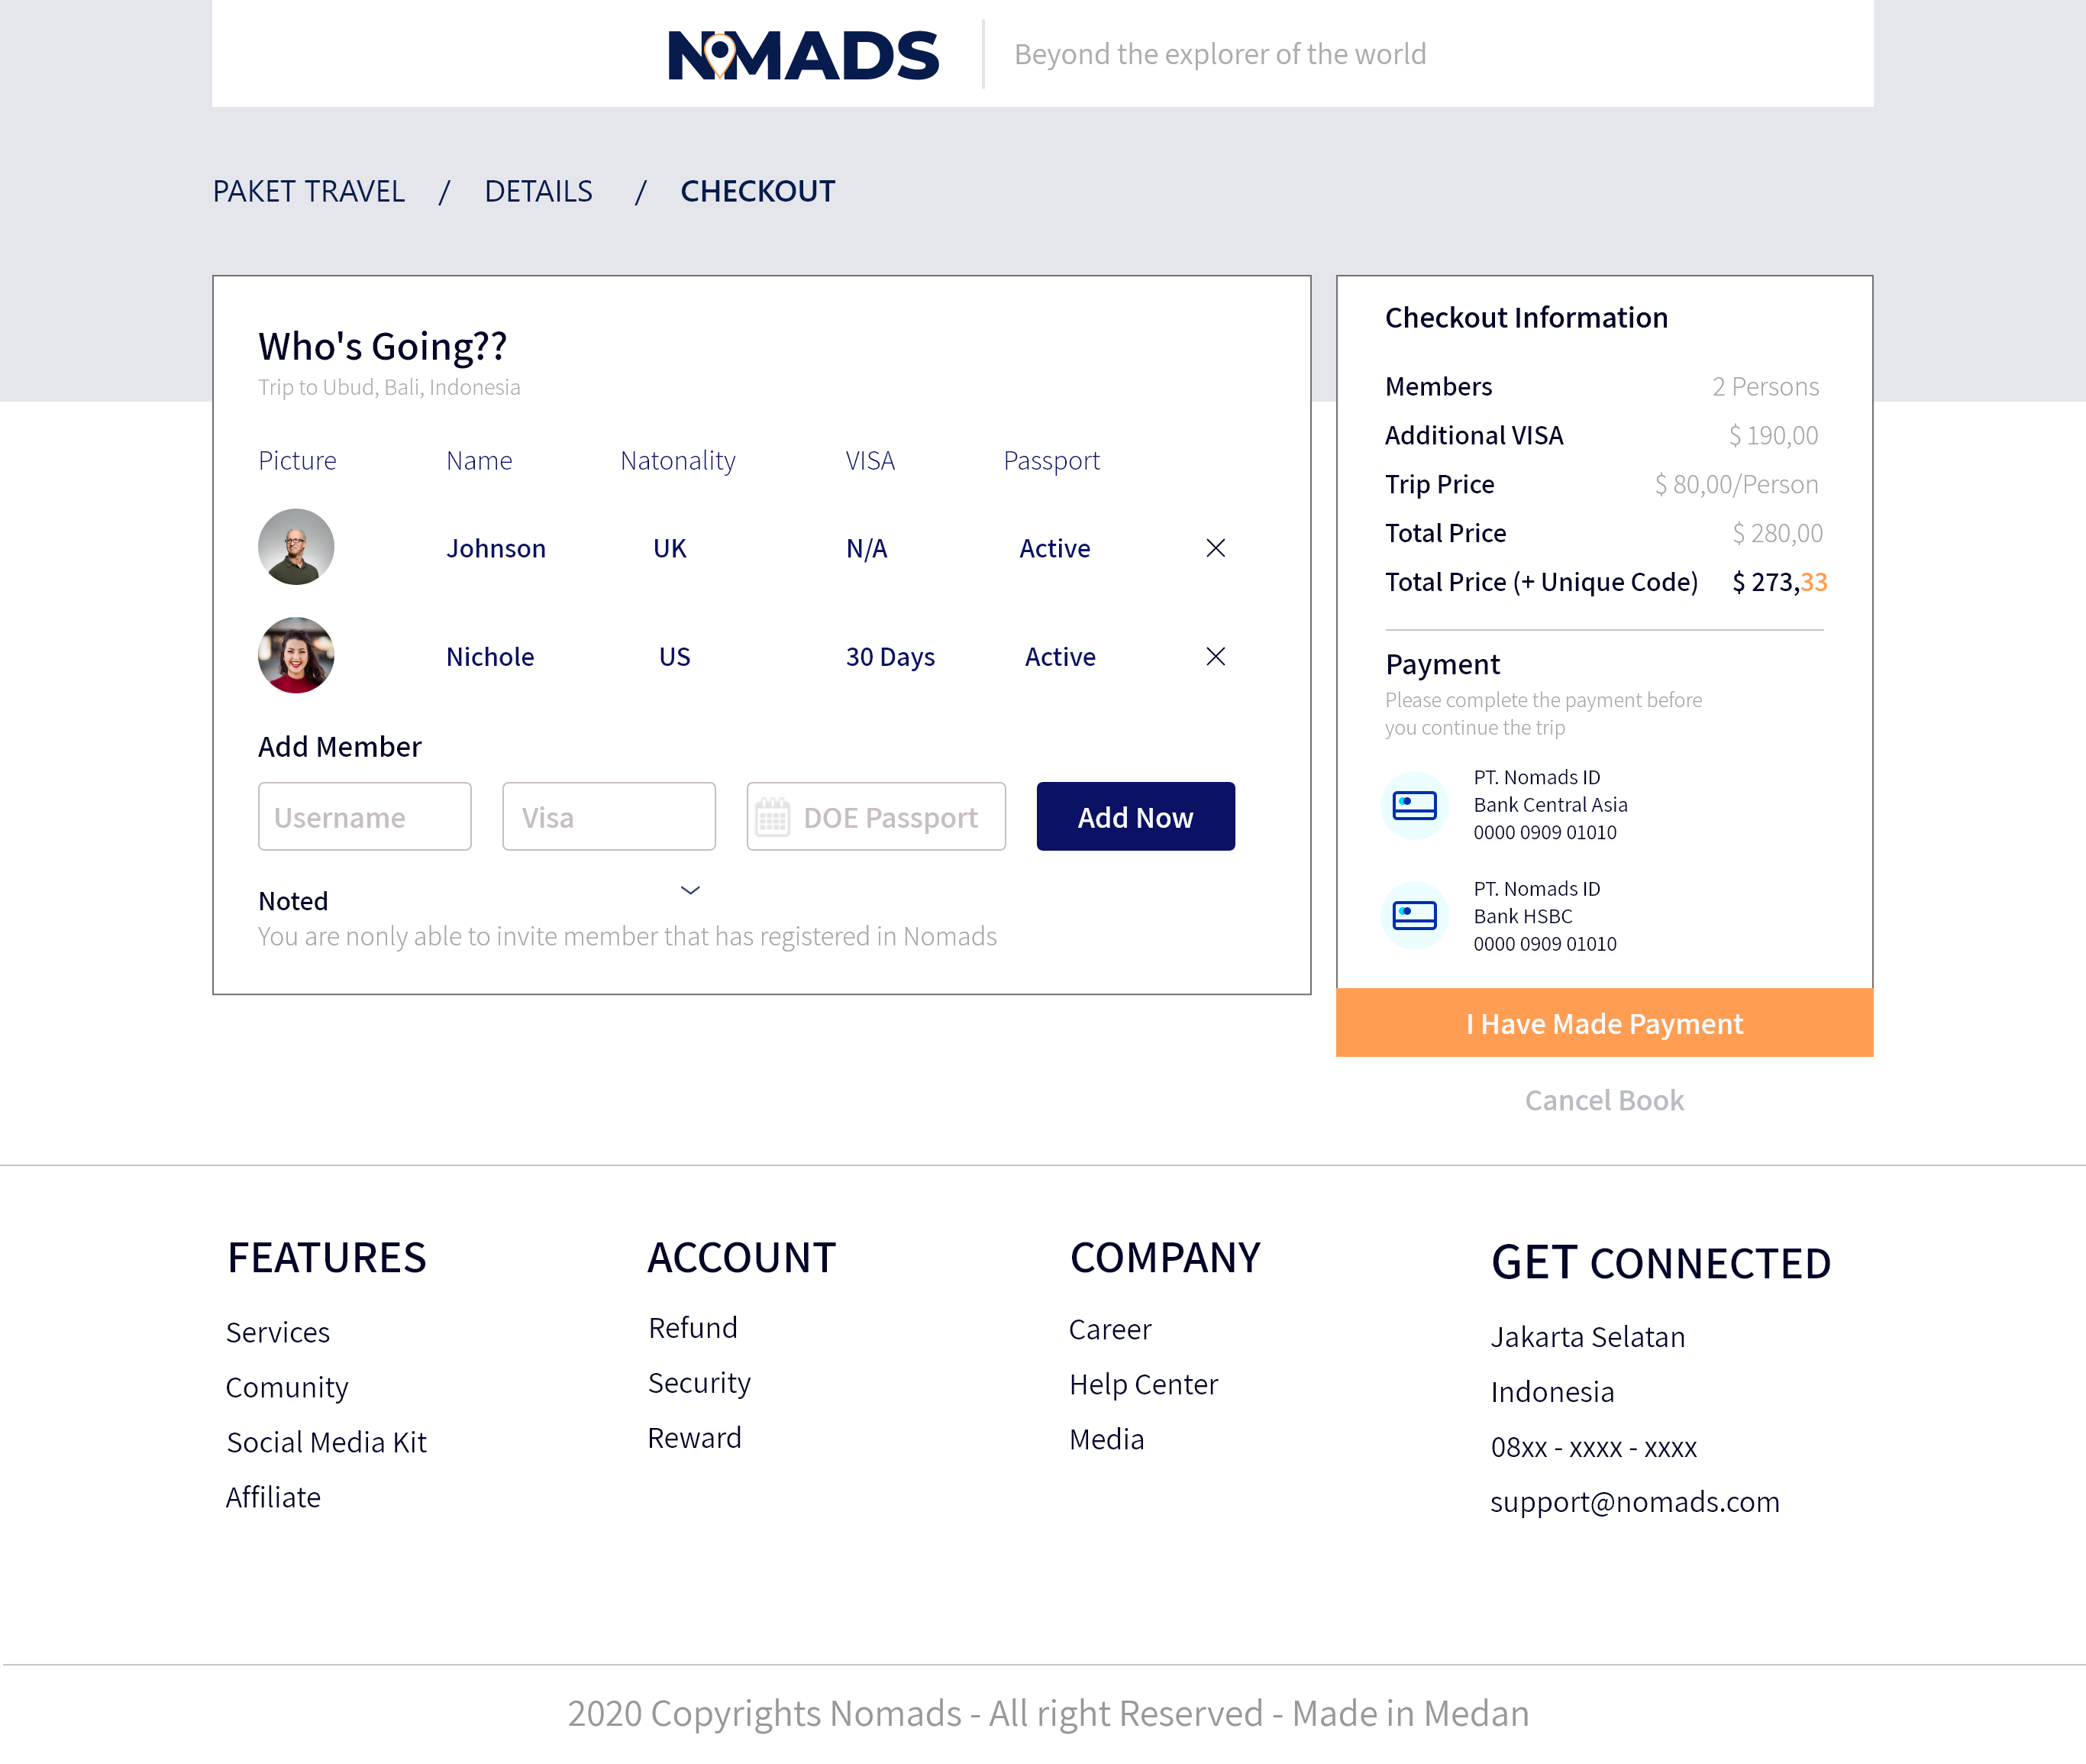 NOMADS
Beyond the explorer of the world
PAKET TRAVEL / DETAILS / CHECKOUT
Who's Going??
Trip to Ubud, Bali, Indonesia
Picture Name Natonality VISA Passport
Johnson UK N/A Active
Nichole US 30 Days Active
Add Member
Username Visa DOE Passport Add Now
Noted
You are nonly able to invite member that has registered in Nomads
Checkout Information
Members 2 Persons
Additional VISA $ 190,00
Trip Price $ 80,00/Person
Total Price $ 280,00
Total Price (+ Unique Code) $ 273,33
Payment
Please complete the payment before
you continue the trip
PT. Nomads ID
Bank Central Asia
0000 0909 01010
PT. Nomads ID
Bank HSBC
0000 0909 01010
I Have Made Payment
Cancel Book
FEATURES
Services
Comunity
Social Media Kit
Affiliate
ACCOUNT
Refund
Security
Reward
COMPANY
Career
Help Center
Media
GET CONNECTED
Jakarta Selatan
Indonesia
08xx - xxxx - xxxx
support@nomads.com
2020 Copyrights Nomads - All right Reserved - Made in Medan